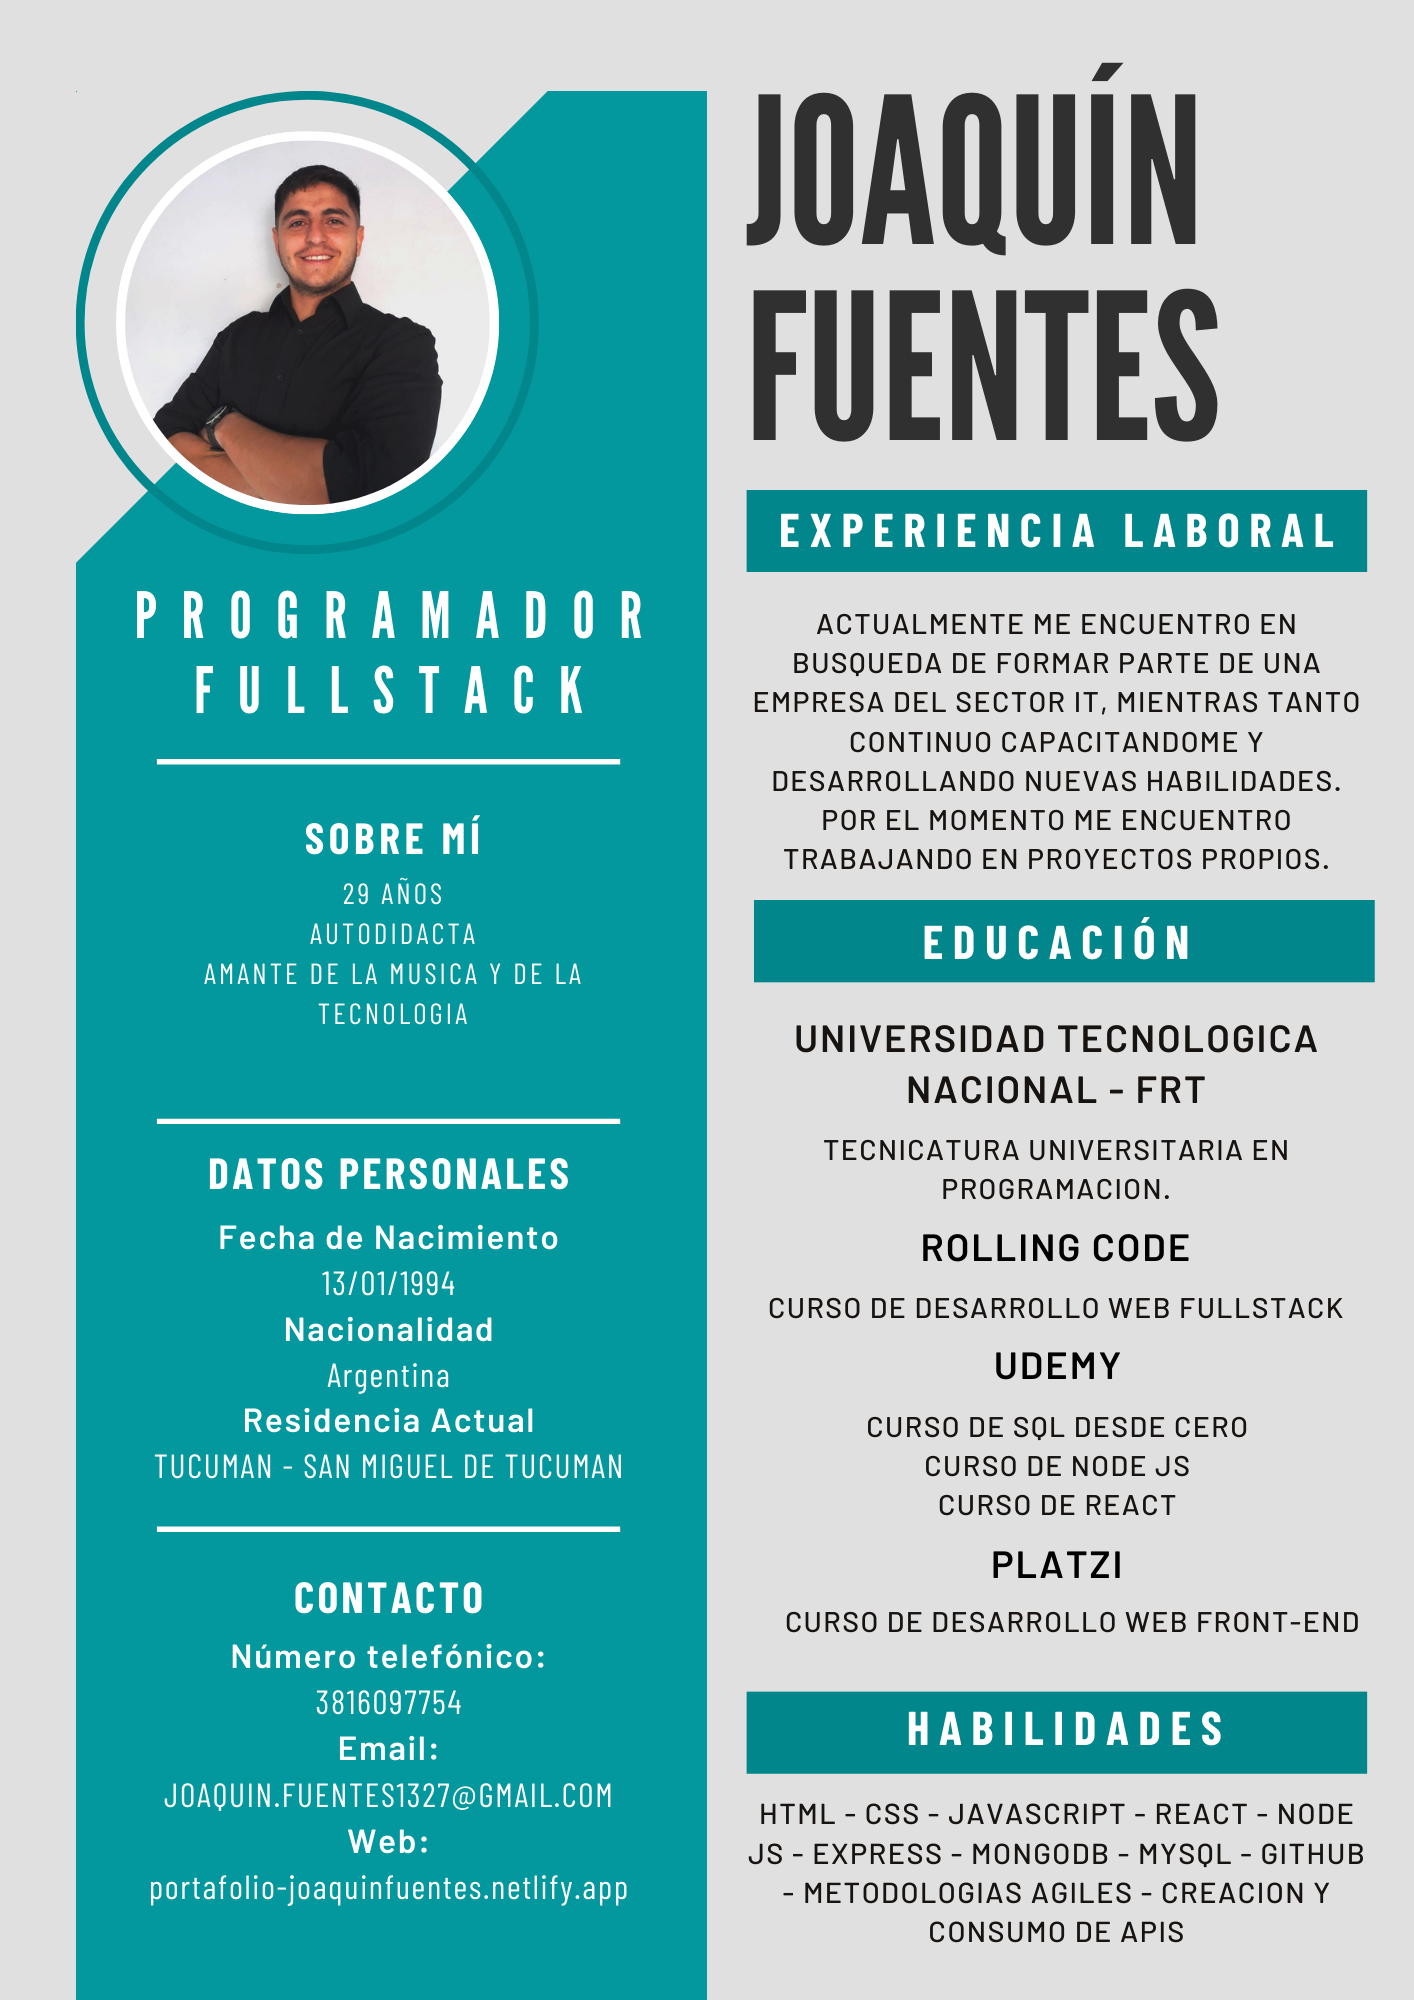 JOAQUÍN
FUENTES
PROGRAMADOR
FULLSTACK
SOBRE MÍ
29 AÑOS
AUTODIDACTA
AMANTE DE LA MUSICA Y DE LA
TECNOLOGIA
DATOS PERSONALES
Fecha de Nacimiento
13/01/1994
Nacionalidad
Argentina
Residencia Actual
TUCUMAN - SAN MIGUEL DE TUCUMAN
CONTACTO
Número telefónico:
3816097754
Email:
JOAQUIN.FUENTES1327@GMAIL.COM
Web:
portafolio-joaquinfuentes.netlify.app
EXPERIENCIA LABORAL
ACTUALMENTE ME ENCUENTRO EN
BUSQUEDA DE FORMAR PARTE DE UNA
EMPRESA DEL SECTOR IT, MIENTRAS TANTO
CONTINUO CAPACITANDOME Y
DESARROLLANDO NUEVAS HABILIDADES.
POR EL MOMENTO ME ENCUENTRO
TRABAJANDO EN PROYECTOS PROPIOS.
EDUCACIÓN
UNIVERSIDAD TECNOLOGICA
NACIONAL - FRT
TECNICATURA UNIVERSITARIA EN
PROGRAMACION.
ROLLING CODE
CURSO DE DESARROLLO WEB FULLSTACK
UDEMY
CURSO DE SQL DESDE CERO
CURSO DE NODE JS
CURSO DE REACT
PLATZI
CURSO DE DESARROLLO WEB FRONT-END
HABILIDADES
HTML - CSS - JAVASCRIPT - REACT - NODE
JS - EXPRESS - MONGODB - MYSQL - GITHUB
- METODOLOGIAS AGILES - CREACION Y
CONSUMO DE APIS